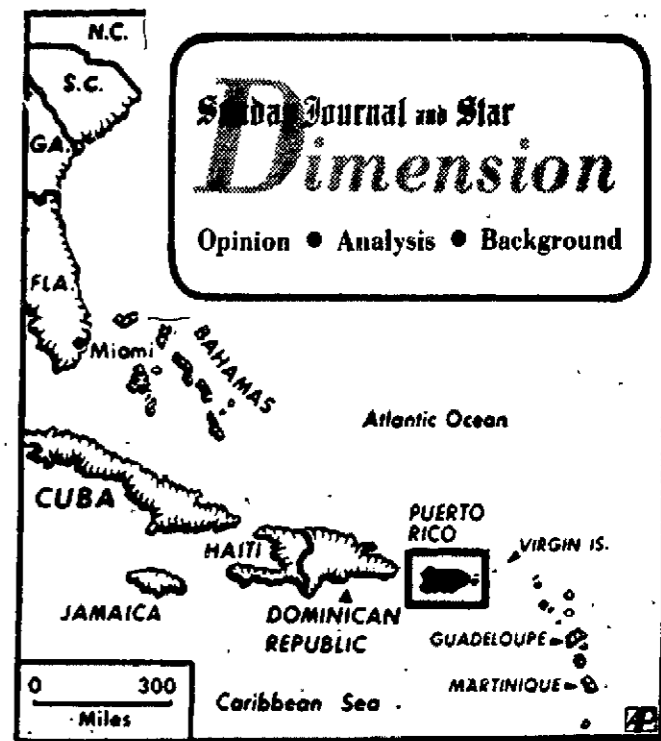 N.C.
S.C.
GA.
FLA.
Sunday Journal and Star
Dimension
Opinion • Analysis • Background
Miami
BAHAMAS
Atlantic Ocean
CUBA
HAITI
PUERTO
RICO
VIRGIN IS.
JAMAICA
DOMINICAN
REPUBLIC
GUADELOUPE
MARTINIQUE
0 300
Miles
Caribbean Sea
AP